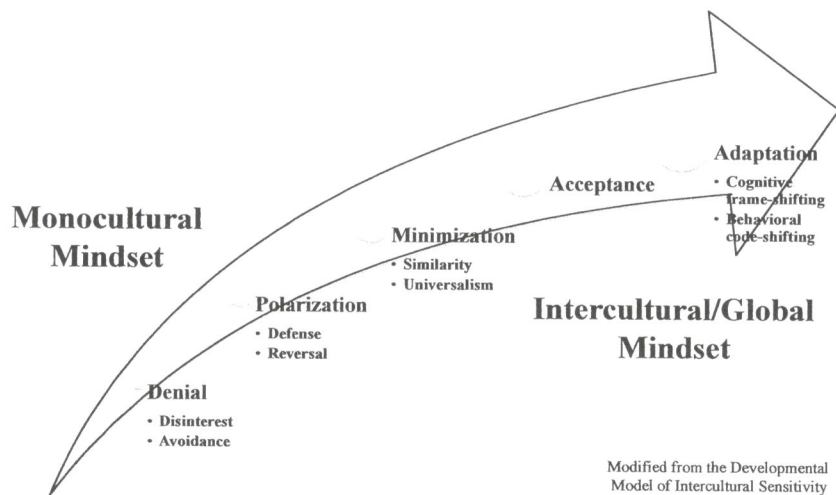 Monocultural
Mindset
Denial
• Disinterest
• Avoidance
Polarization
• Defense
• Reversal
Minimization
• Similarity
• Universalism
Acceptance
Adaptation
• Cognitive
frame-shifting
• Behavioral
code-shifting
Intercultural/Global
Mindset
Modified from the Developmental
Model of Intercultural Sensitivity